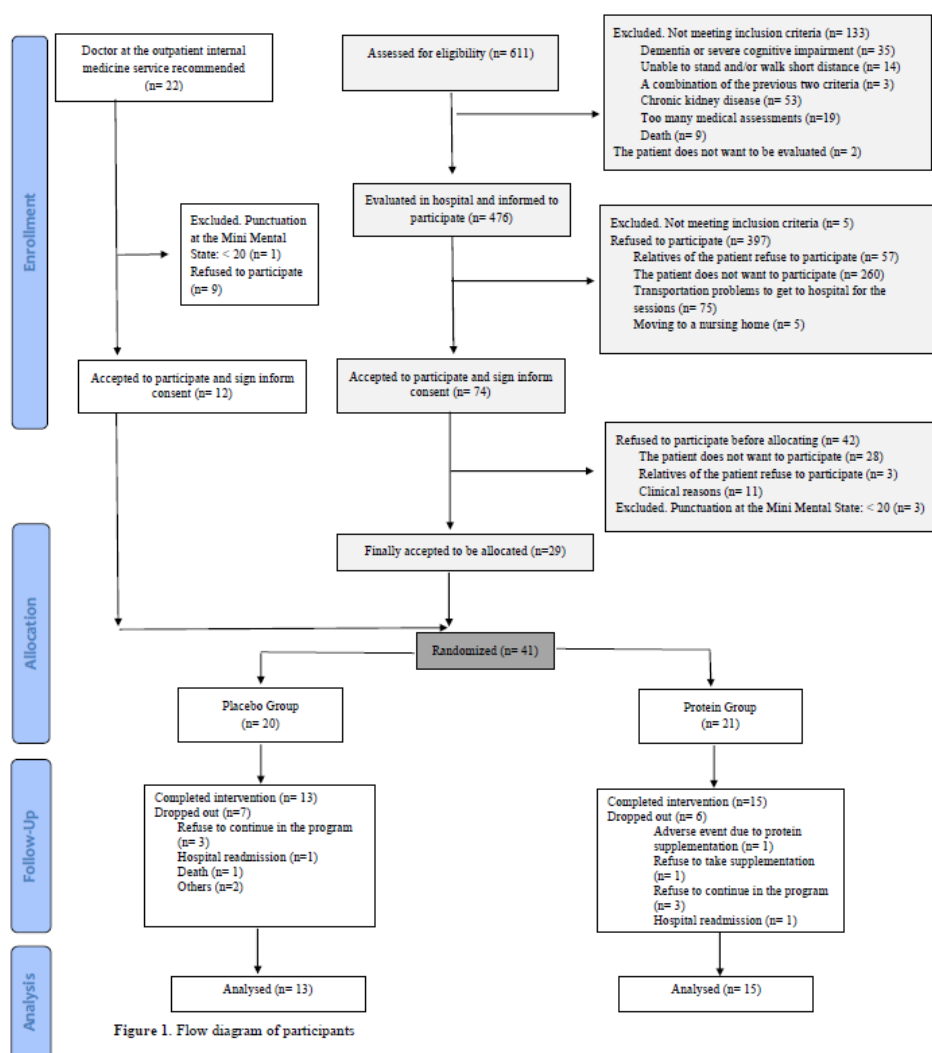 Enrollment
Doctor at the outpatient internal
medicine service recommended
(n= 22)
Assessed for eligibility (n= 611)
Excluded. Not meeting inclusion criteria (n= 133)
Dementia or severe cognitive impairment (n= 35)
Unable to stand and/or walk short distance (n= 14)
A combination of the previous two criteria (n= 3)
Chronic kidney disease (n= 53)
Too many medical assessments (n=19)
Death (n= 9)
The patient does not want to be evaluated (n= 2)
Evaluated in hospital and informed to
participate (n= 476)
Excluded. Punctuation
at the Mini Mental
State: < 20 (n= 1)
Refused to participate
(n= 9)
Excluded. Not meeting inclusion criteria (n= 5)
Refused to participate (n= 397)
Relatives of the patient refuse to participate (n= 57)
The patient does not want to participate (n= 260)
Transportation problems to get to hospital for the
sessions (n= 75)
Moving to a nursing home (n= 5)
Accepted to participate and sign inform
consent (n= 12)
Accepted to participate and sign inform
consent (n= 74)
Refused to participate before allocating (n= 42)
The patient does not want to participate (n= 28)
Relatives of the patient refuse to participate (n= 3)
Clinical reasons (n= 11)
Excluded. Punctuation at the Mini Mental State: < 20 (n= 3)
Allocation
Finally accepted to be allocated (n=29)
Randomized (n= 41)
Placebo Group
(n= 20)
Protein Group
(n= 21)
Follow-Up
Completed intervention (n= 13)
Dropped out (n=7)
Refuse to continue in the program
(n= 3)
Hospital readmission (n=1)
Death (n= 1)
Others (n=2)
Completed intervention (n=15)
Dropped out (n= 6)
Adverse event due to protein
supplementation (n= 1)
Refuse to take supplementation
(n= 1)
Refuse to continue in the program
(n= 3)
Hospital readmission (n= 1)
Analysis
Analysed (n= 13)
Analysed (n= 15)
Figure 1. Flow diagram of participants